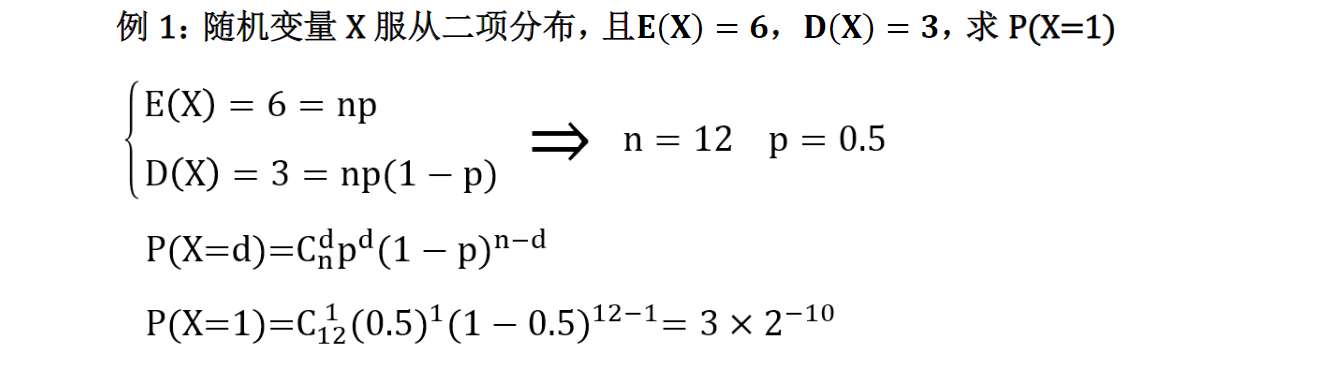 例 1：随机变量 X 服从二项分布，且E(X) = 6，D(X) = 3，求 P(X=1)
E(X) = 6 = np
D(X) = 3 = np(1 − p)
⇒ n = 12 p = 0.5
P(X=d)=C_n^d p^d (1 − p)^{n−d}
P(X=1)=C_{12}^1 (0.5)^1 (1 − 0.5)^{12−1} = 3 × 2^{−10}